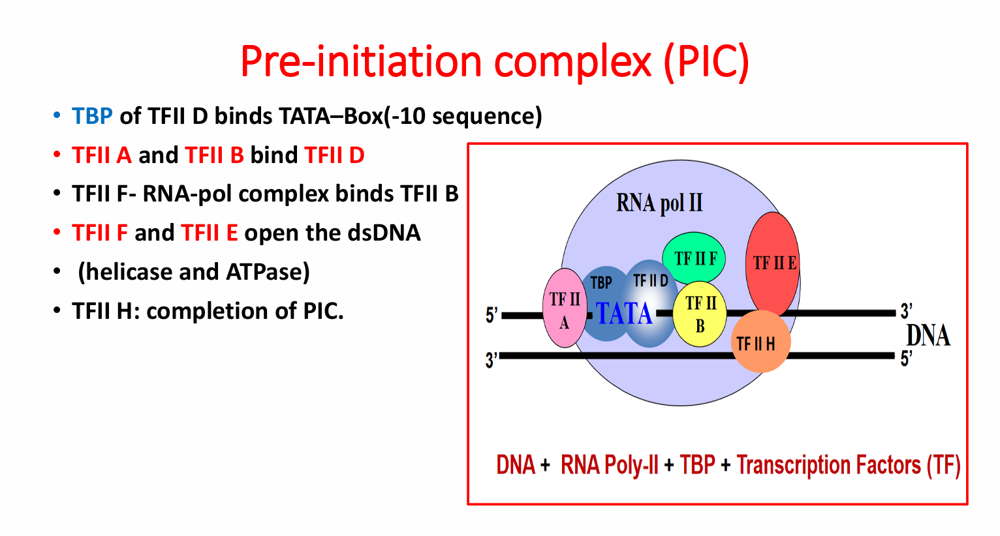 Pre-initiation complex (PIC)
• TBP of TFII D binds TATA–Box(-10 sequence)
• TFII A and TFII B bind TFII D
• TFII F- RNA-pol complex binds TFII B
• TFII F and TFII E open the dsDNA
• (helicase and ATPase)
• TFII H: completion of PIC.
RNA pol II
TF II F
TF II E
TBP
TF II D
TF II
A
TATA
TF II
B
5’
3’
DNA
TF II H
3’
5’
DNA + RNA Poly-II + TBP + Transcription Factors (TF)